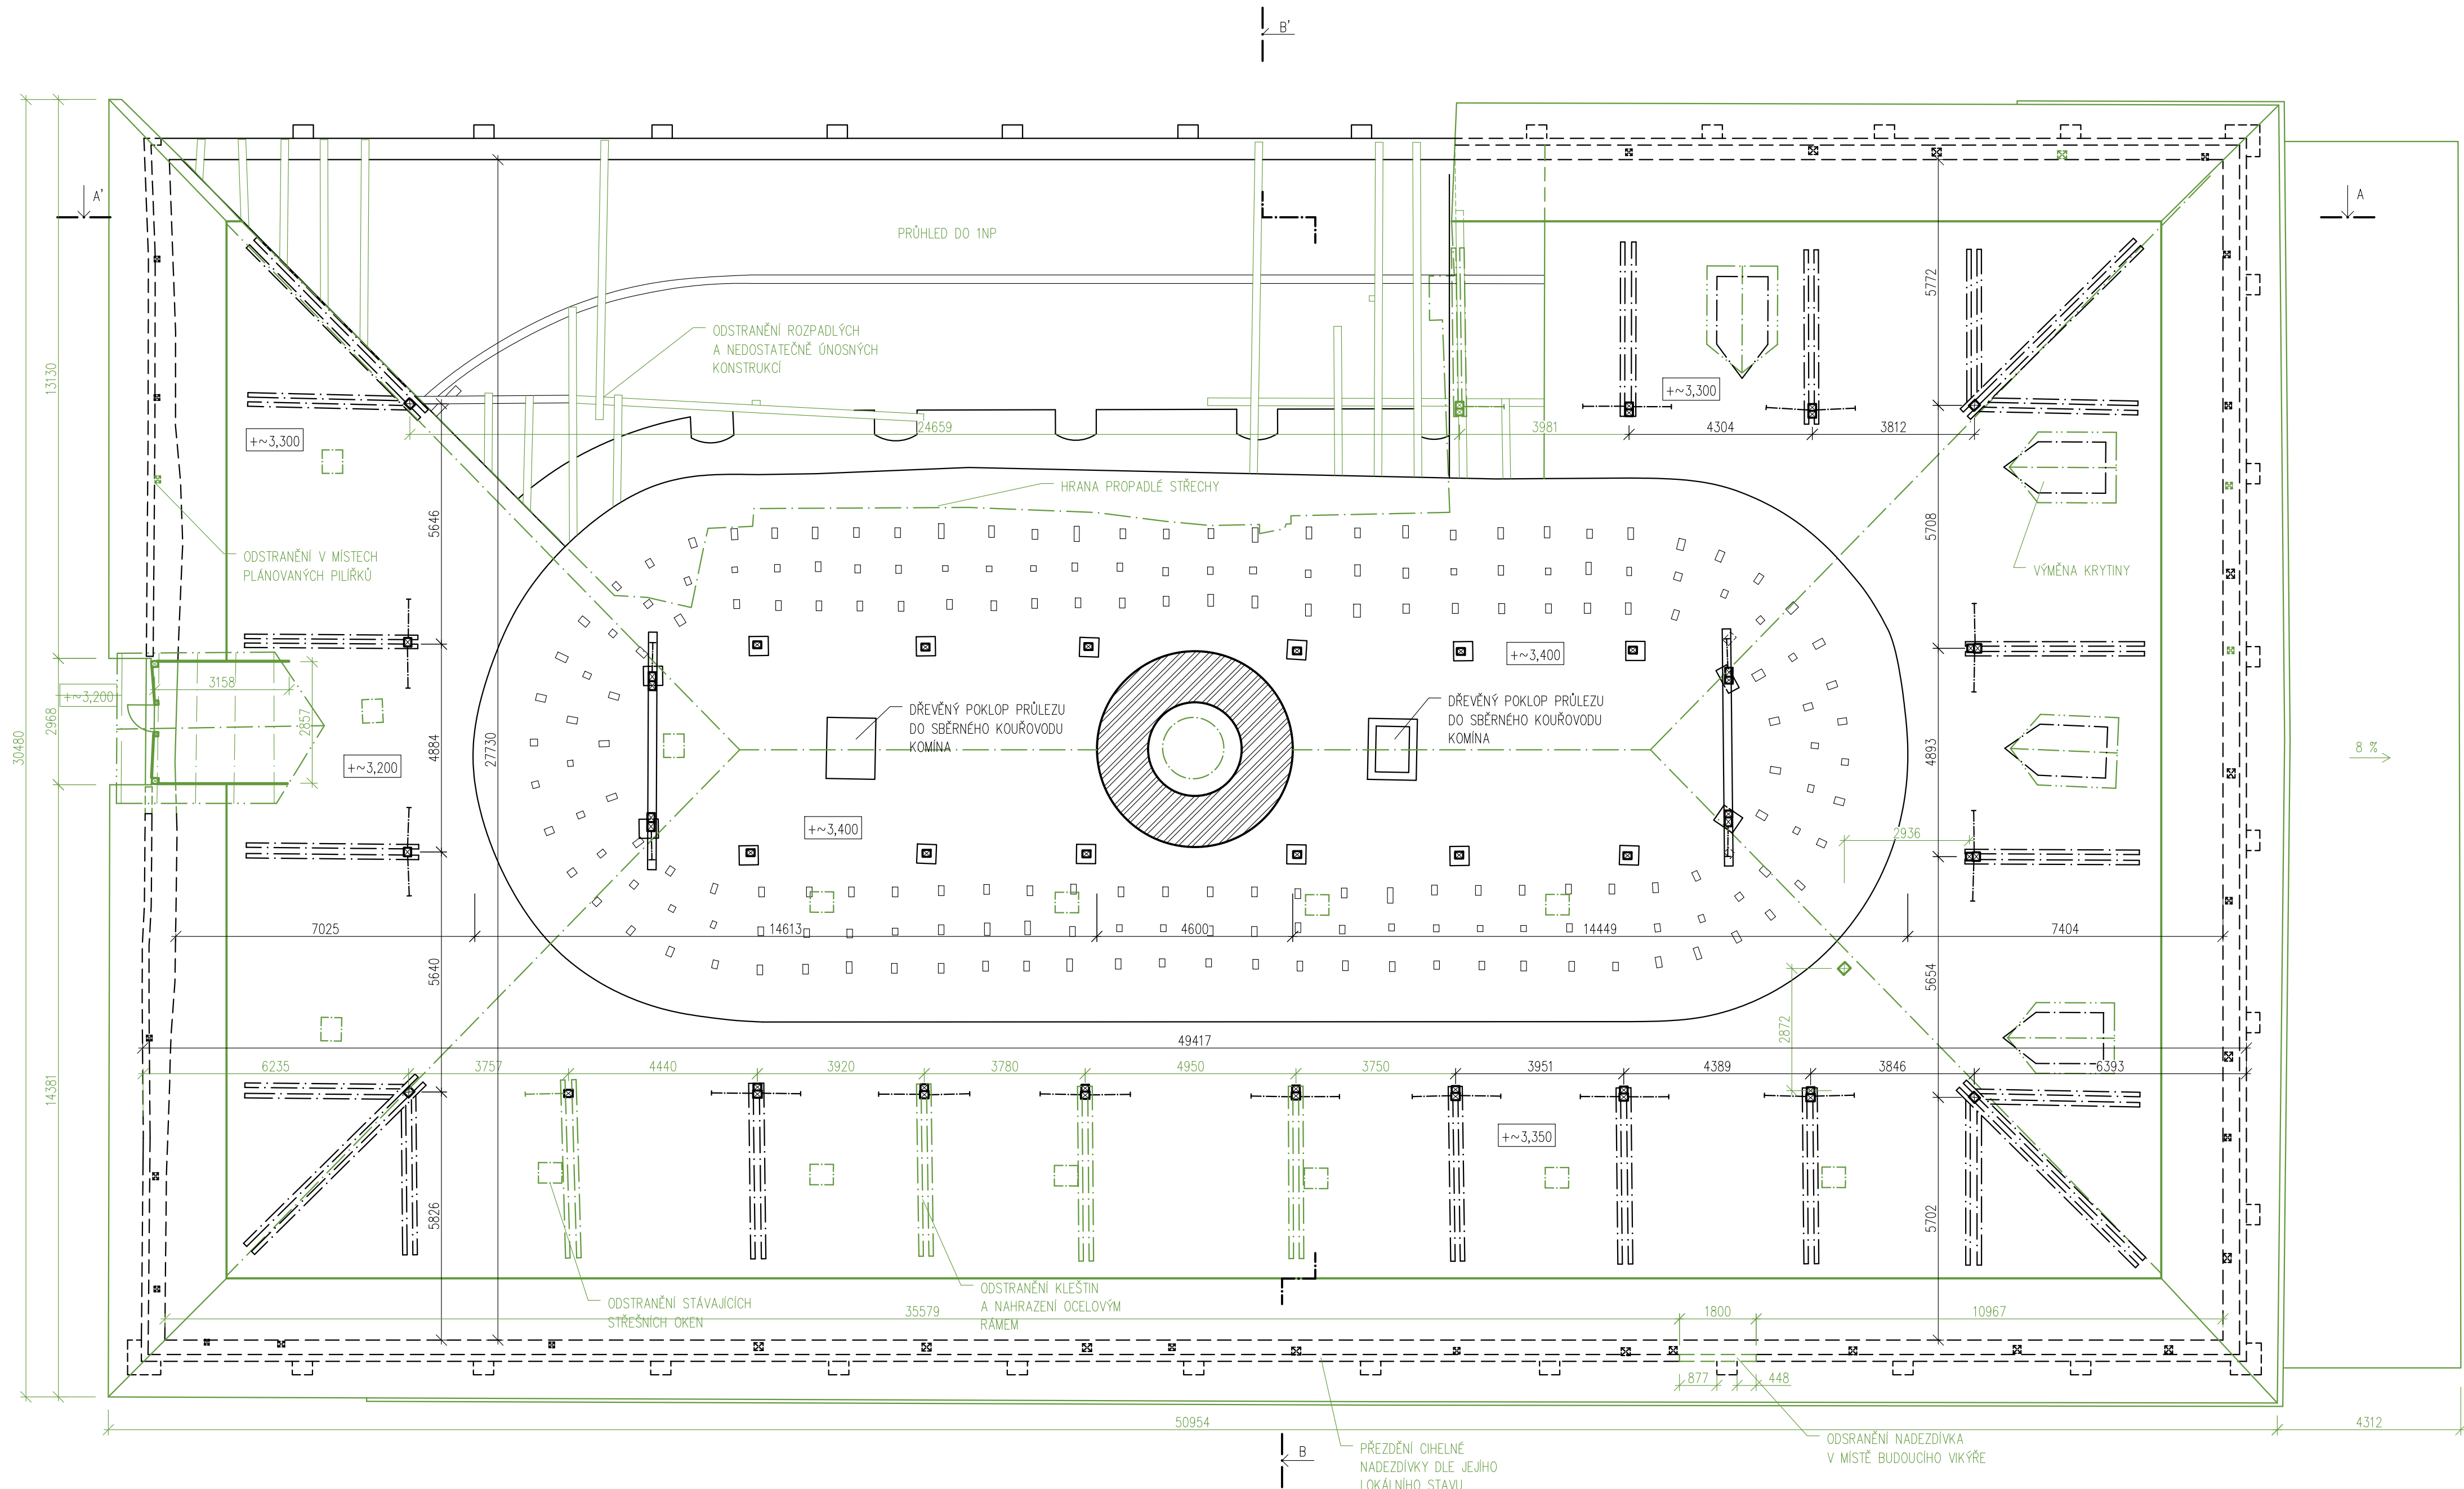 B'
A'
A
PRŮHLED DO 1NP
ODSTRANĚNÍ ROZPADLÝCH
A NEDOSTATEČNĚ ÚNOSNÝCH
KONSTRUKCÍ
13130
5772
+~3,300
+~3,300
24659
3981
4304
3812
HRANA PROPADLÉ STŘECHY
5646
5708
ODSTRANĚNÍ V MÍSTECH
PLÁNOVANÝCH PILÍŘKŮ
VÝMĚNA KRYTINY
+~3,400
3158
+~3,200
2968
2857
30480
DŘEVĚNÝ POKLOP PRŮLEZU
DO SBĚRNÉHO KOUŘOVODU
KOMÍNA
DŘEVĚNÝ POKLOP PRŮLEZU
DO SBĚRNÉHO KOUŘOVODU
KOMÍNA
4884
27730
4893
8 %
+~3,200
+~3,400
2936
7025
14613
4600
14449
7404
5640
5654
2872
49417
14381
6235
3757
4440
3920
3780
4950
3750
3951
4389
3846
6393
+~3,350
5826
5702
ODSTRANĚNÍ STÁVAJÍCÍCH
STŘEŠNÍCH OKEN
ODSTRANĚNÍ KLEŠTIN
A NAHRAZENÍ OCELOVÝM
RÁMEM
35579
1800
10967
877
448
50954
4312
B
PŘEZDĚNÍ CIHELNÉ
NADEZDÍVKY DLE JEJÍHO
LOKÁLNÍHO STAVU
ODSRANĚNÍ NADEZDÍVKA
V MÍSTĚ BUDOUCÍHO VIKÝŘE